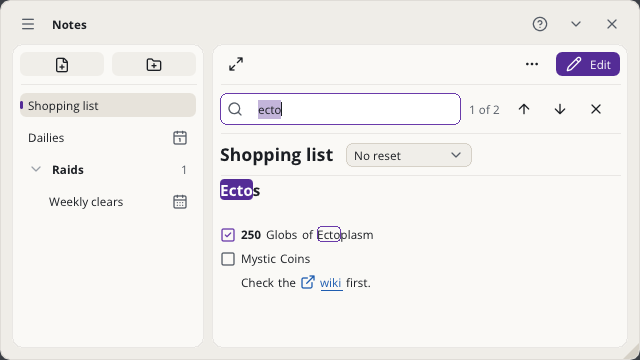 Notes
Shopping list
Dailies
Raids 1
Weekly clears
Edit
ecto 1 of 2
Shopping list No reset
Ectos
250 Globs of Ectoplasm
Mystic Coins
Check the wiki first.